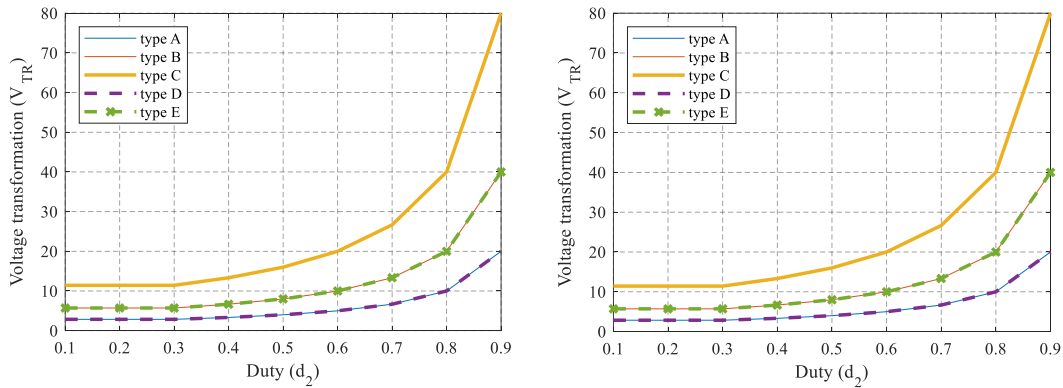 Voltage transformation (V_TR)
80
70
60
50
40
30
20
10
0
type A
type B
type C
type D
type E
0.1 0.2 0.3 0.4 0.5 0.6 0.7 0.8 0.9
Duty (d_2)
Voltage transformation (V_TR)
80
70
60
50
40
30
20
10
0
type A
type B
type C
type D
type E
0.1 0.2 0.3 0.4 0.5 0.6 0.7 0.8 0.9
Duty (d_2)